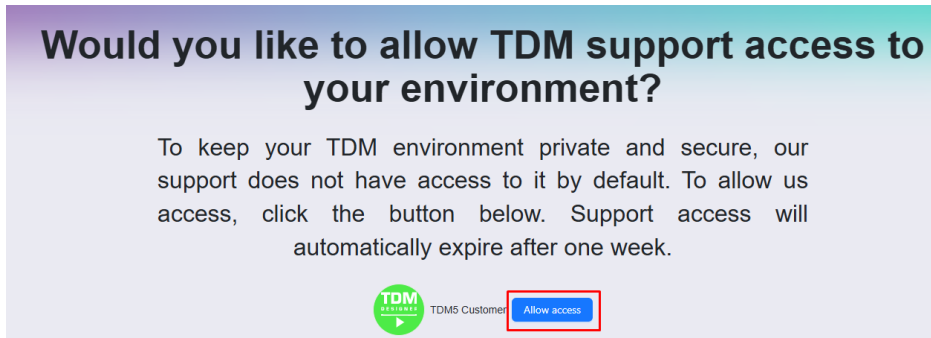 Would you like to allow TDM support access to
your environment?
To keep your TDM environment private and secure, our
support does not have access to it by default. To allow us
access, click the button below. Support access will
automatically expire after one week.
TDM
DESIGNER
TDM5 Customer
Allow access